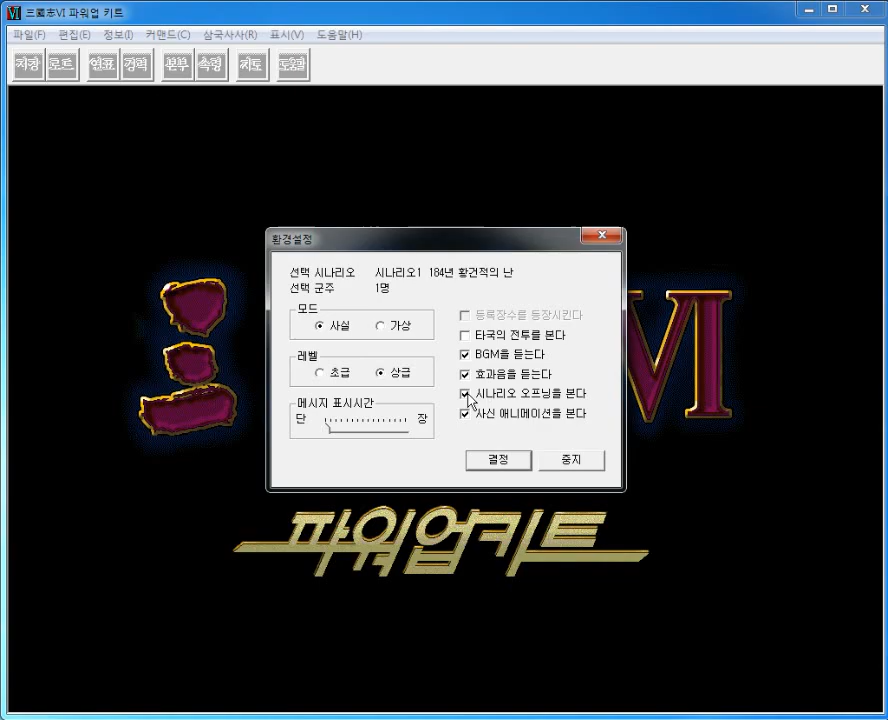 三國志VI 파워업 키트
파일(F) 편집(E) 정보(I) 커맨드(C) 삼국사사(R) 표시(V) 도움말(H)
저장 로드 연표 경력 본부 속령 지도 도움말
환경설정
선택 시나리오 시나리오1 184년 황건적의 난
선택 군주 1명
모드
사실 가상
레벨
초급 상급
메시지 표시시간
단 장
등록장수를 등장시킨다
타국의 전투를 본다
BGM을 듣는다
효과음을 듣는다
시나리오 오프닝을 본다
사신 애니메이션을 본다
결정 중지
三 VI
파워업키트